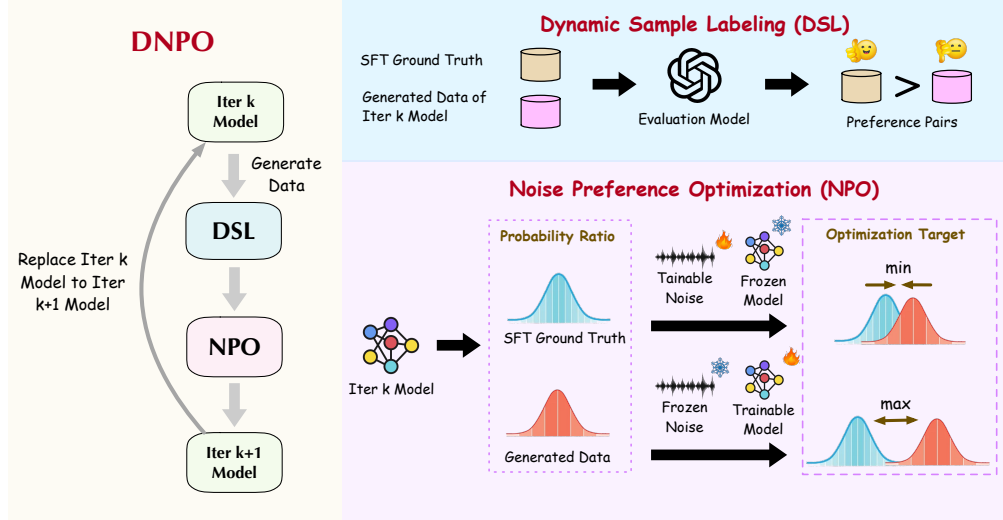 DNPO
Iter k
Model
Generate
Data
DSL
Replace Iter k
Model to Iter
k+1 Model
NPO
Iter k+1
Model
Dynamic Sample Labeling (DSL)
SFT Ground Truth
Generated Data of
Iter k Model
Evaluation Model
>
Preference Pairs
Noise Preference Optimization (NPO)
Probability Ratio
SFT Ground Truth
Generated Data
Iter k Model
Tainable
Noise
Frozen
Model
Frozen
Noise
Trainable
Model
Optimization Target
min
max